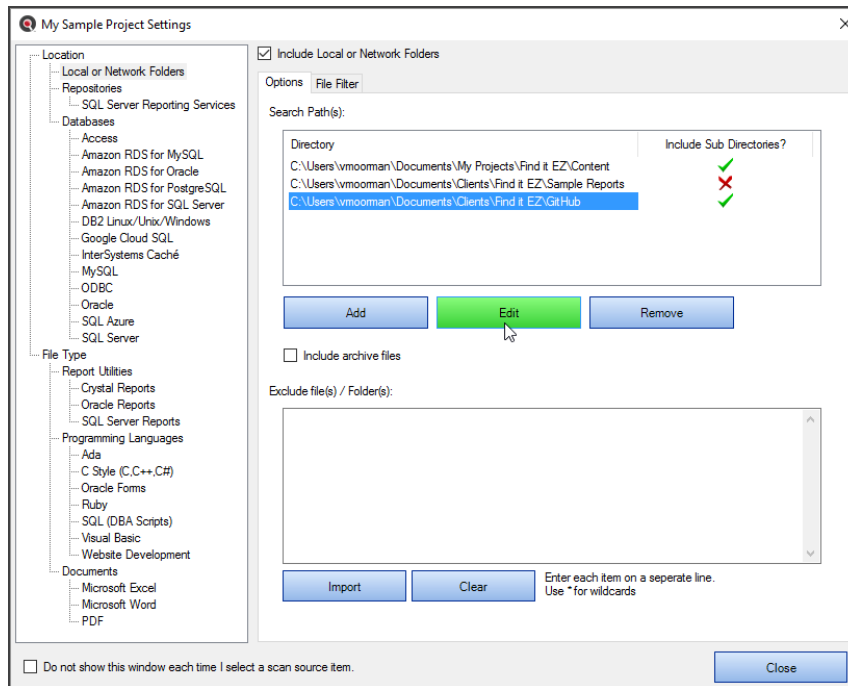 My Sample Project Settings
Location
Local or Network Folders
Repositories
SQL Server Reporting Services
Databases
Access
Amazon RDS for MySQL
Amazon RDS for Oracle
Amazon RDS for PostgreSQL
Amazon RDS for SQL Server
DB2 Linux/Unix/Windows
Google Cloud SQL
InterSystems Caché
MySQL
ODBC
Oracle
SQL Azure
SQL Server
File Type
Report Utilities
Crystal Reports
Oracle Reports
SQL Server Reports
Programming Languages
Ada
C Style (C,C++,C#)
Oracle Forms
Ruby
SQL (DBA Scripts)
Visual Basic
Website Development
Documents
Microsoft Excel
Microsoft Word
PDF
Include Local or Network Folders
Options File Filter
Search Path(s):
Directory Include Sub Directories?
C:\Users\vmoorman\Documents\My Projects\Find it EZ\Content
C:\Users\vmoorman\Documents\Clients\Find it EZ\Sample Reports
C:\Users\vmoorman\Documents\Clients\Find it EZ\GitHub
Add Edit Remove
Include archive files
Exclude file(s) / Folder(s):
Import Clear
Enter each item on a seperate line.
Use * for wildcards
Do not show this window each time I select a scan source item.
Close